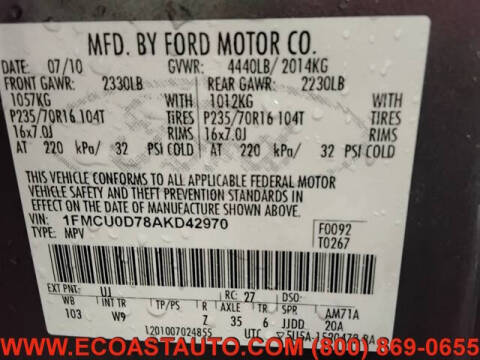 MFD. BY FORD MOTOR CO.
DATE: 07/10 GVWR: 4440LB/ 2014KG
FRONT GAWR: 2330LB REAR GAWR: 2230LB
1057KG WITH 1012KG WITH
P235/70R16 104T TIRES P235/70R16 104T TIRES
16x7.0J RIMS 16x7.0J RIMS
AT 220 kPa/ 32 PSI COLD AT 220 kPa/ 32 PSI COLD
THIS VEHICLE CONFORMS TO ALL APPLICABLE FEDERAL MOTOR
VEHICLE SAFETY AND BUMPER STANDARDS IN EFFECT ON THE DATE OF
MANUFACTURE SHOWN ABOVE.
VIN: 1FMCU0D78AKD42970 F0092
TYPE: MPV T0267
EXT PNT: UJ RC: 27 DSO:
WB INT TR TP/PS R AXLE TR SPR AM71A
103 W9 Z 35 6 JJDD 20A
1201007024855 UTC
WWW.ECOASTAUTO.COM - (800) 869-0655